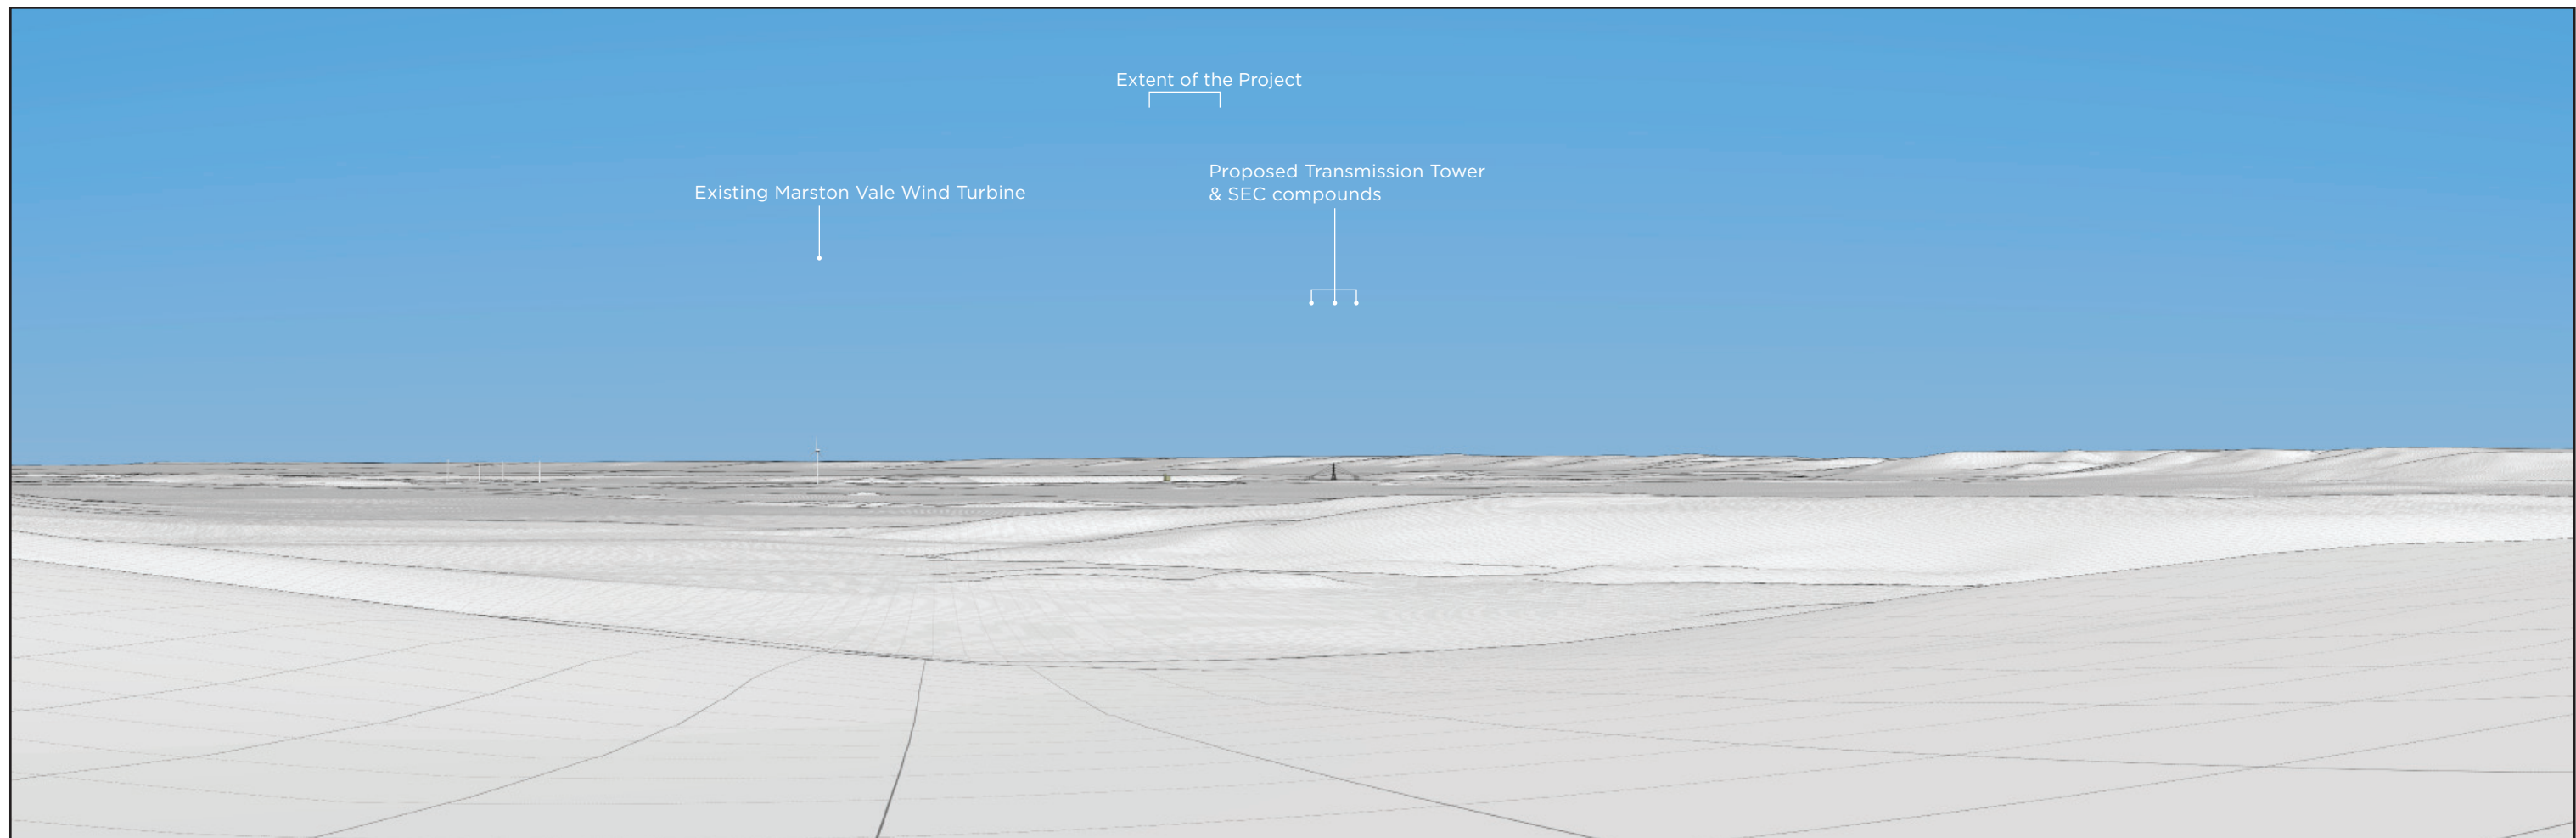 Extent of the Project
Proposed Transmission Tower
& SEC compounds
Existing Marston Vale Wind Turbine